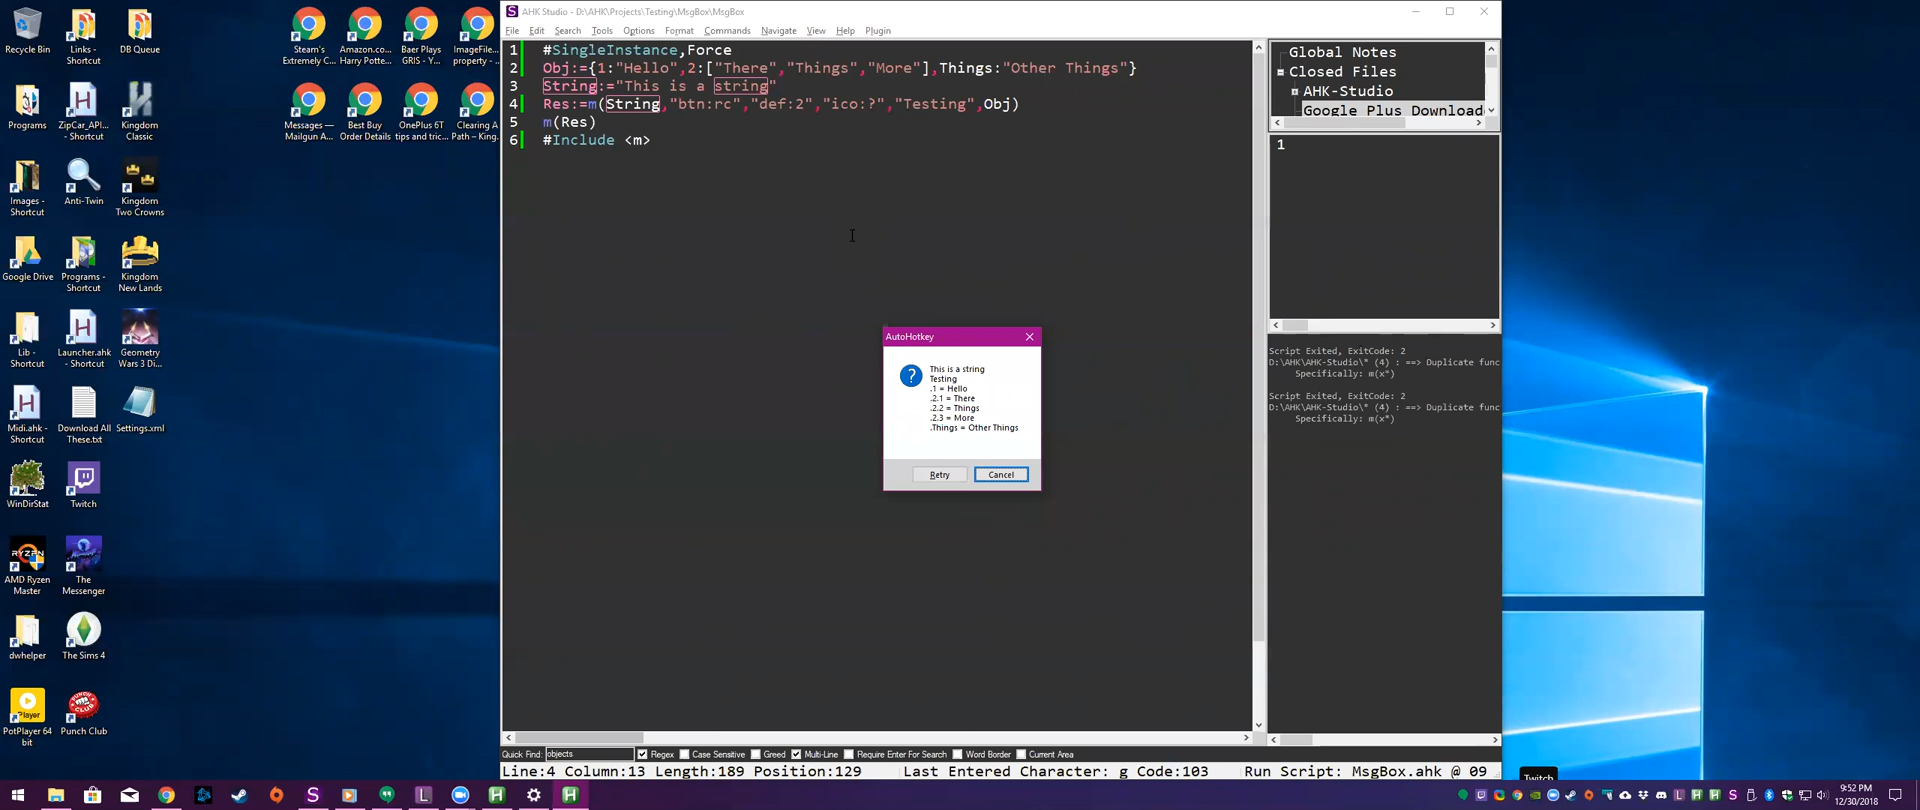 Recycle Bin
Links - Shortcut
DB Queue
Steam's Extremely C...
Amazon.co... Harry Potte...
Baer Plays GRIS - Y...
ImageFile... property - ...
Programs
ZipCar_API... - Shortcut
Kingdom Classic
Messages — Mailgun A...
Best Buy Order Details
OnePlus 6T tips and tric...
Clearing A Path – King...
Images - Shortcut
Anti-Twin
Kingdom Two Crowns
Google Drive
Programs - Shortcut
Kingdom New Lands
Lib - Shortcut
Launcher.ahk - Shortcut
Geometry Wars 3 Di...
Midi.ahk - Shortcut
Download All These.txt
Settings.xml
WinDirStat
Twitch
AMD Ryzen Master
The Messenger
dwhelper
The Sims 4
PotPlayer 64 bit
Punch Club
AHK Studio - D:\AHK\Projects\Testing\MsgBox\MsgBox
File Edit Search Tools Options Format Commands Navigate View Help Plugin
1 #SingleInstance,Force
2 Obj:={1:"Hello",2:["There","Things","More"],Things:"Other Things"}
3 String:="This is a string"
4 Res:=m(String,"btn:rc","def:2","ico:?","Testing",Obj)
5 m(Res)
6 #Include <m>
Global Notes
Closed Files
AHK-Studio
Google Plus Download
1
Script Exited, ExitCode: 2
D:\AHK\AHK-Studio\* (4) : ==> Duplicate func
Specifically: m(x*)
Script Exited, ExitCode: 2
D:\AHK\AHK-Studio\* (4) : ==> Duplicate func
Specifically: m(x*)
AutoHotkey
This is a string
Testing
.1 = Hello
.2.1 = There
.2.2 = Things
.2.3 = More
.Things = Other Things
Retry Cancel
Quick Find: objects Regex Case Sensitive Greed Multi-Line Require Enter For Search Word Border Current Area
Line:4 Column:13 Length:189 Position:129 Last Entered Character: g Code:103 Run Script: MsgBox.ahk @ 09
Twitch
9:52 PM
12/30/2018